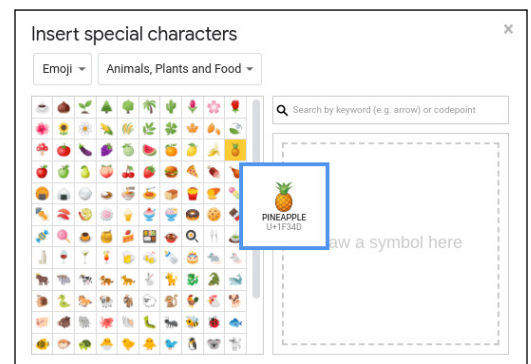 Insert special characters
×
Emoji
Animals, Plants and Food
Search by keyword (e.g. arrow) or codepoint
PINEAPPLE
U+1F34D
aw a symbol here